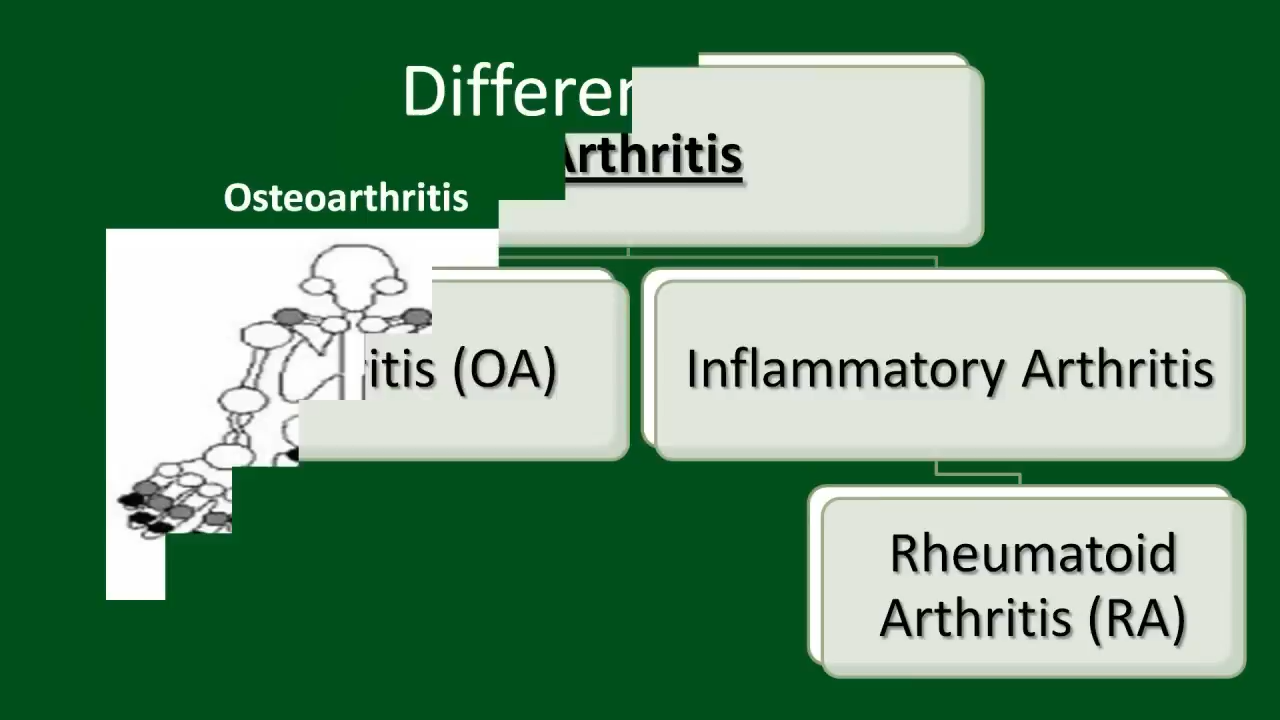 Differen
Arthritis
Osteoarthritis
itis (OA)
Inflammatory Arthritis
Rheumatoid
Arthritis (RA)